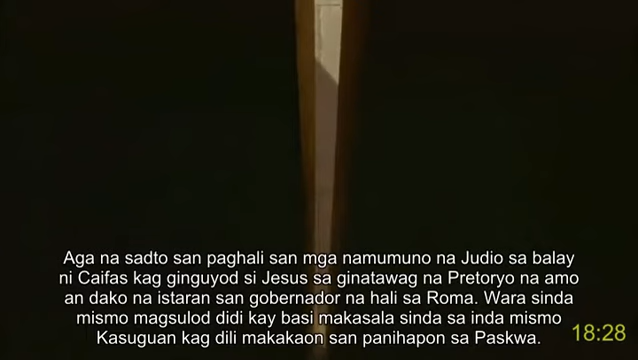 Aga na sadto san paghali san mga namumuno na Judio sa balay
ni Caifas kag ginguyod si Jesus sa ginatawag na Pretoryo na amo
an dako na istaran san gobernador na hali sa Roma. Wara sinda
mismo magsulod didi kay basi makasala sinda sa inda mismo
Kasuguan kag dili makakaon san panihapon sa Paskwa.
18:28